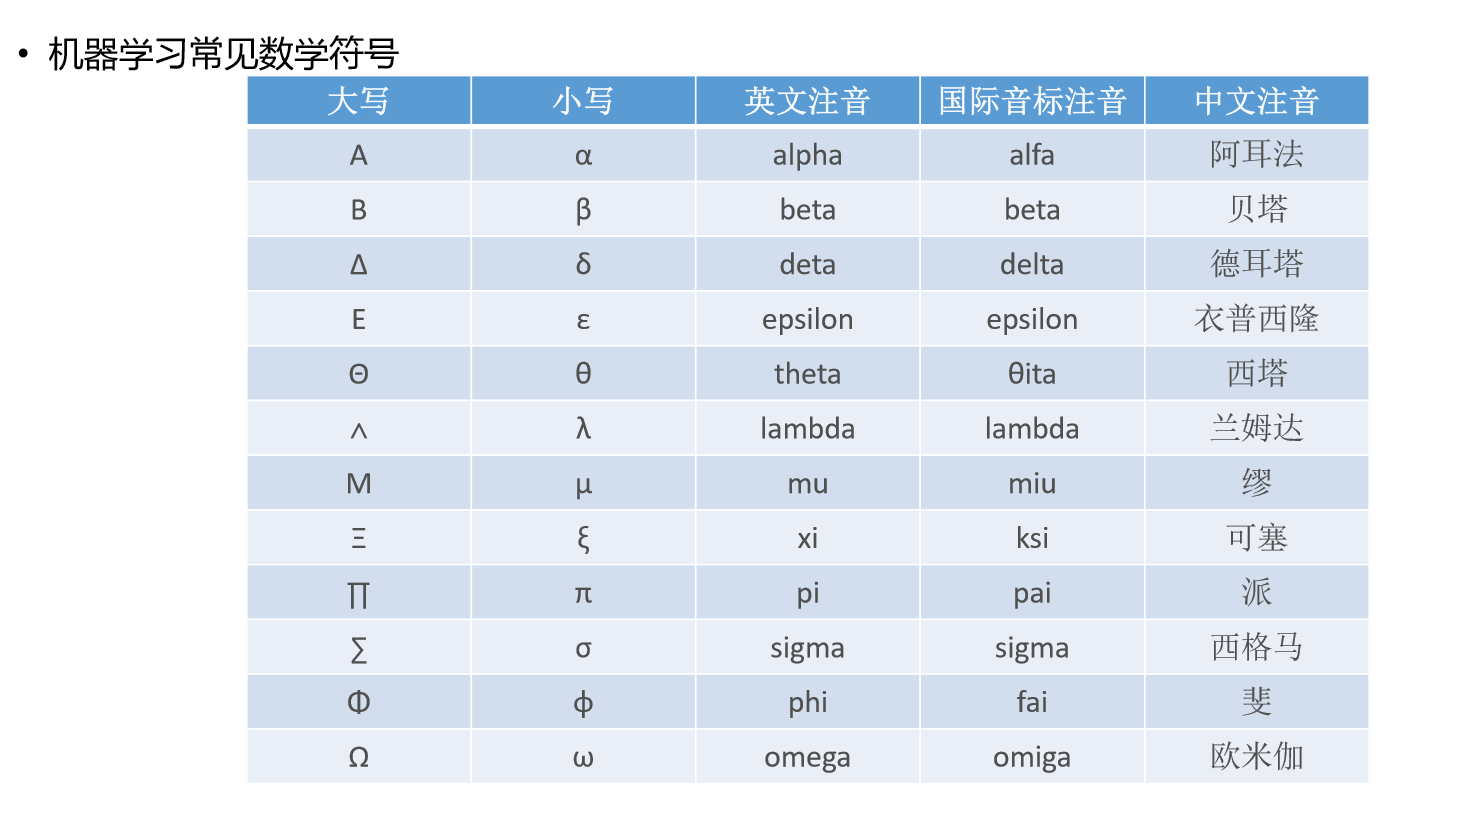 • 机器学习常见数学符号
大写 小写 英文注音 国际音标注音 中文注音
Α α alpha alfa 阿耳法
Β β beta beta 贝塔
Δ δ deta delta 德耳塔
Ε ε epsilon epsilon 衣普西隆
Θ θ theta θita 西塔
∧ λ lambda lambda 兰姆达
Μ μ mu miu 缪
Ξ ξ xi ksi 可塞
∏ π pi pai 派
∑ σ sigma sigma 西格马
Φ φ phi fai 斐
Ω ω omega omiga 欧米伽